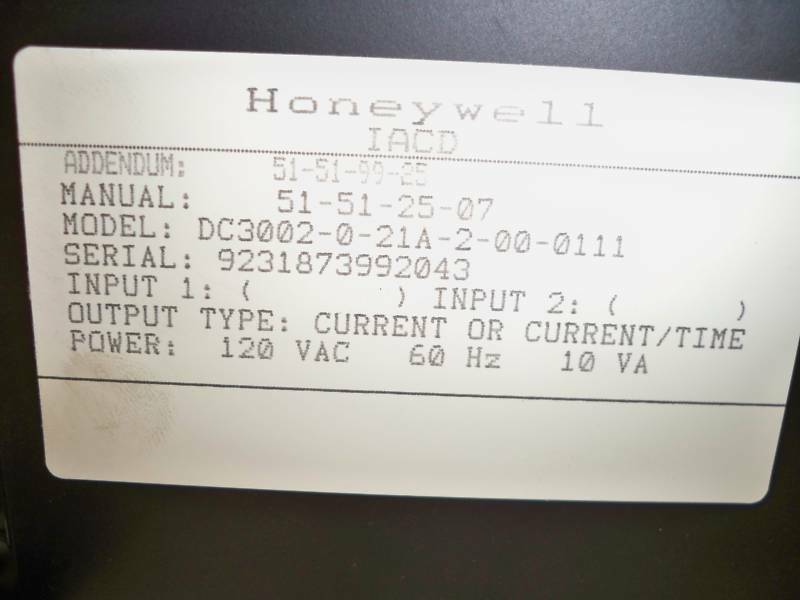 Honeywell
IACD
ADDENDUM: 51-51-99-25
MANUAL: 51-51-25-07
MODEL: DC3002-0-21A-2-00-0111
SERIAL: 9231873992043
INPUT 1: ( ) INPUT 2: ( )
OUTPUT TYPE: CURRENT OR CURRENT/TIME
POWER: 120 VAC 60 Hz 10 VA